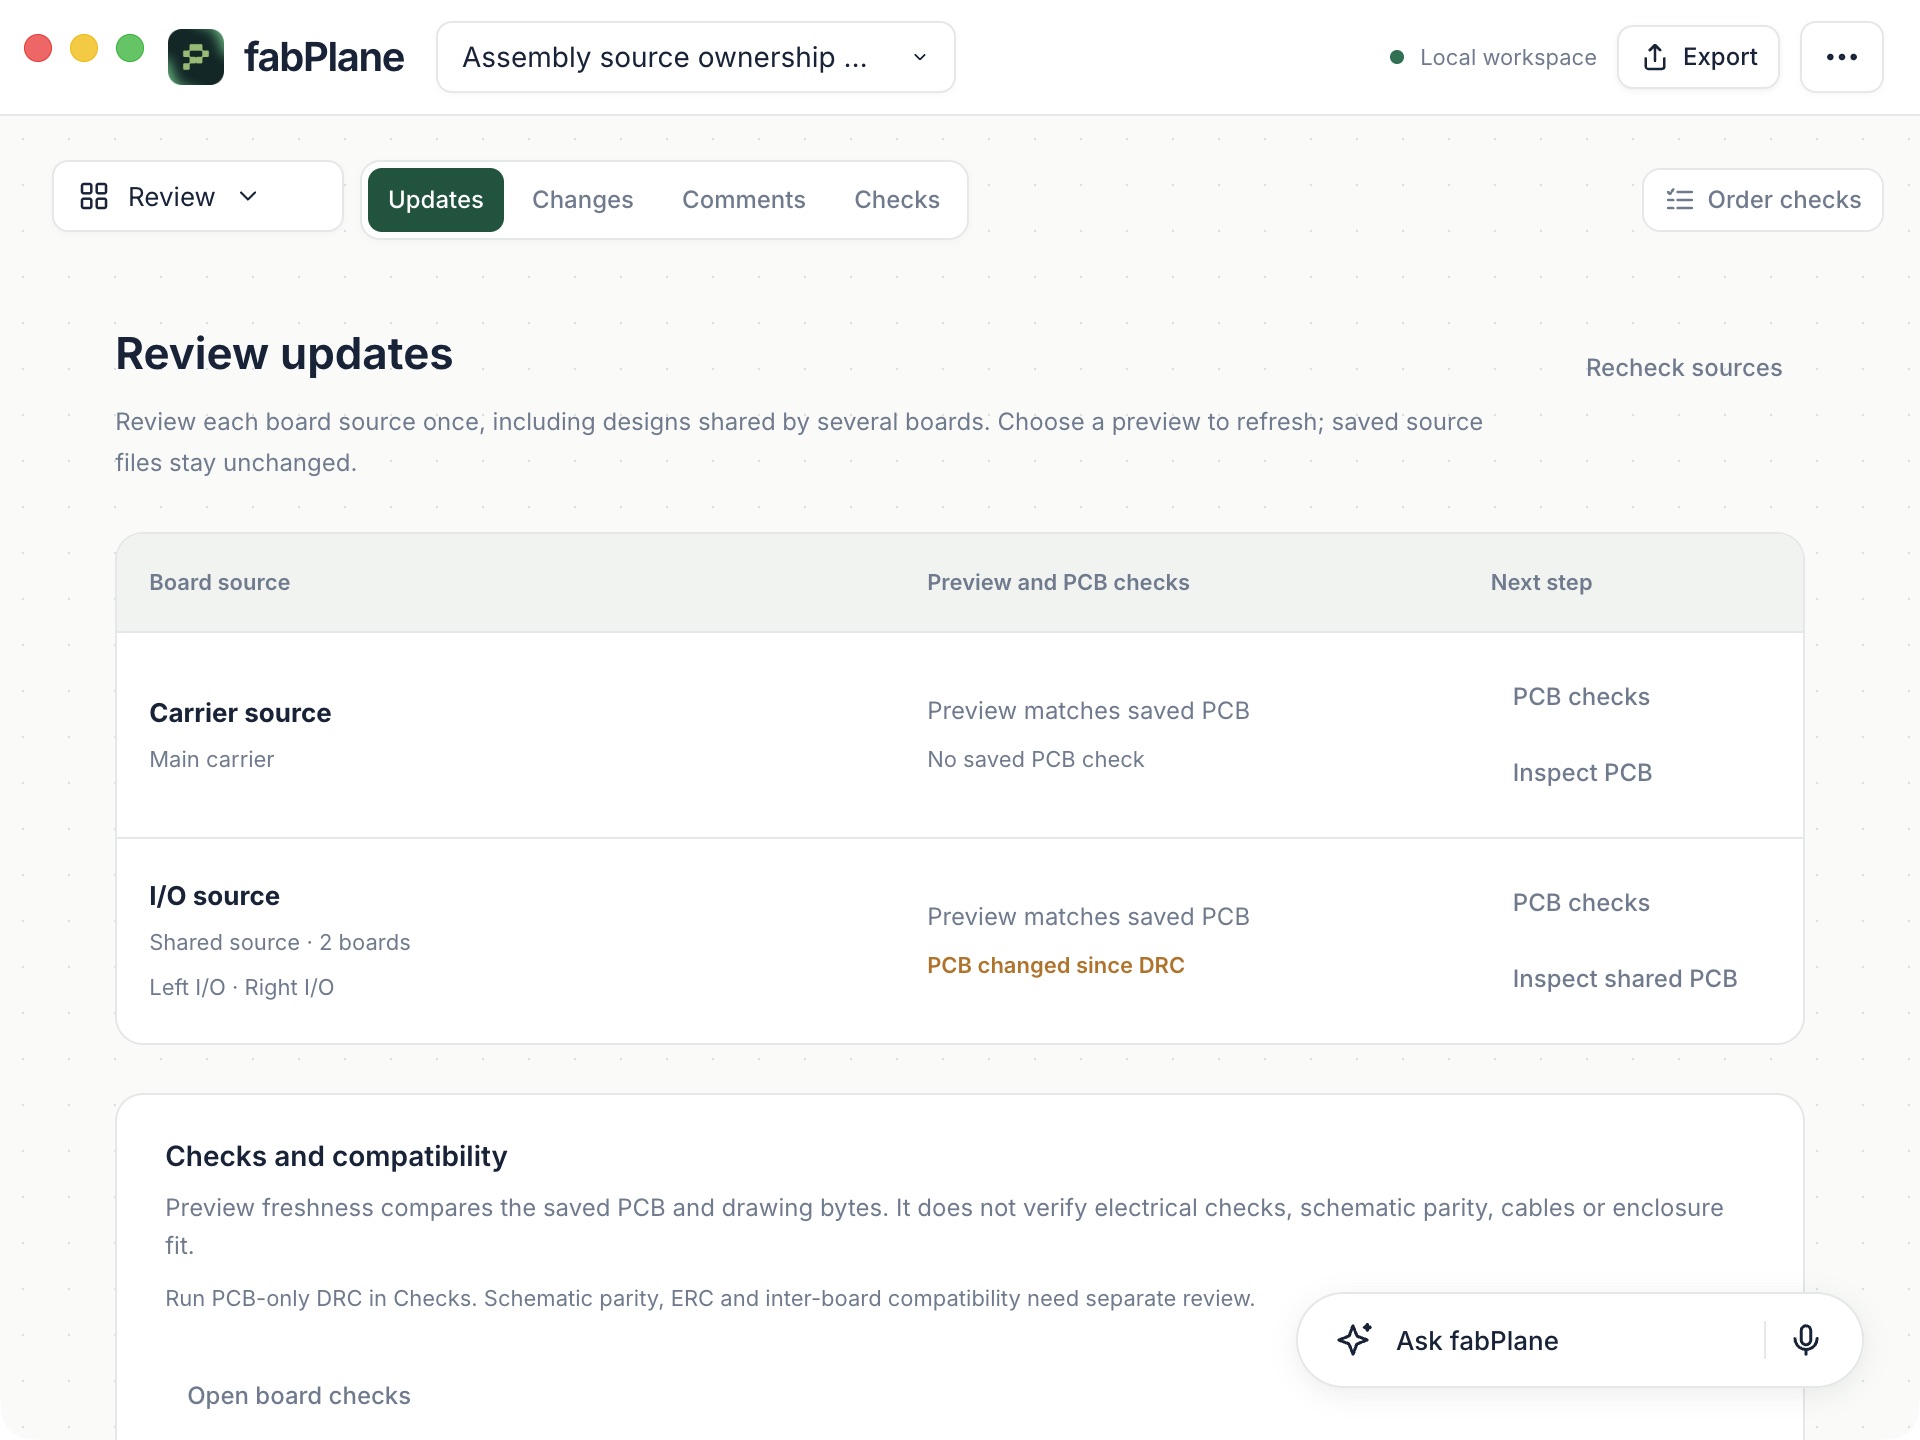 fabPlane
Assembly source ownership ...
Local workspace
Export
Review
Updates
Changes
Comments
Checks
Order checks
Review updates
Recheck sources
Review each board source once, including designs shared by several boards. Choose a preview to refresh; saved source
files stay unchanged.
Board source
Preview and PCB checks
Next step
Carrier source
Main carrier
Preview matches saved PCB
No saved PCB check
PCB checks
Inspect PCB
I/O source
Shared source · 2 boards
Left I/O · Right I/O
Preview matches saved PCB
PCB changed since DRC
PCB checks
Inspect shared PCB
Checks and compatibility
Preview freshness compares the saved PCB and drawing bytes. It does not verify electrical checks, schematic parity, cables or enclosure
fit.
Run PCB-only DRC in Checks. Schematic parity, ERC and inter-board compatibility need separate review.
Ask fabPlane
Open board checks